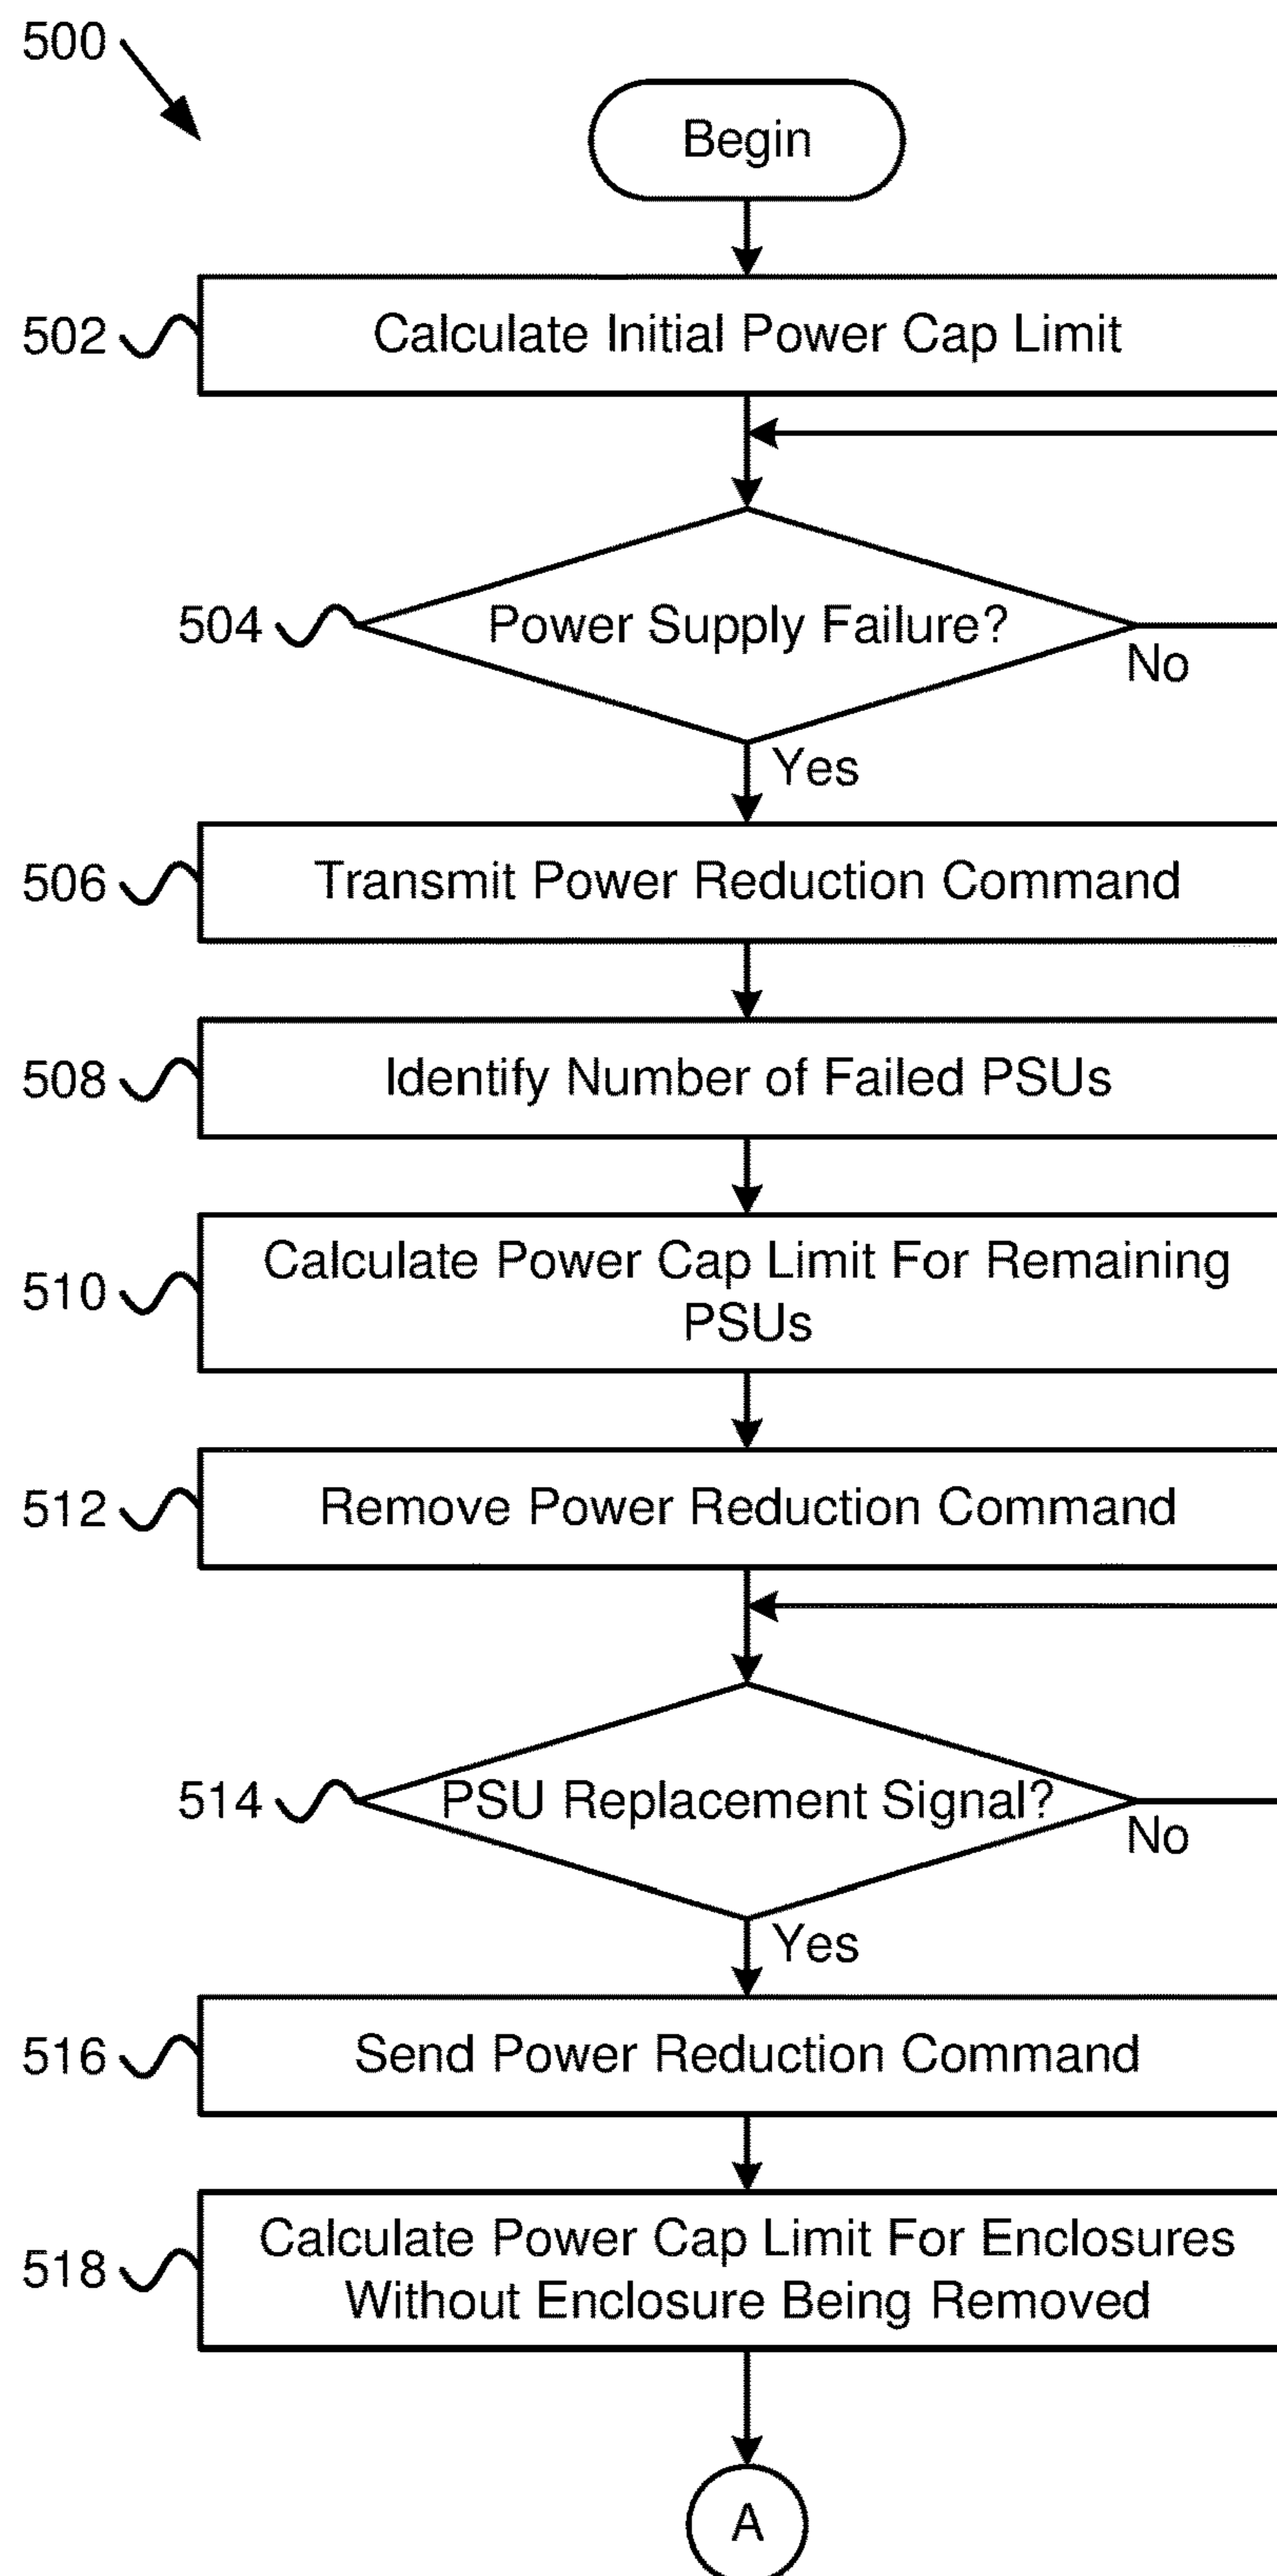 500
Begin
502
Calculate Initial Power Cap Limit
504
Power Supply Failure?
No
Yes
506
Transmit Power Reduction Command
508
Identify Number of Failed PSUs
510
Calculate Power Cap Limit For Remaining
PSUs
512
Remove Power Reduction Command
514
PSU Replacement Signal?
No
Yes
516
Send Power Reduction Command
518
Calculate Power Cap Limit For Enclosures
Without Enclosure Being Removed
A